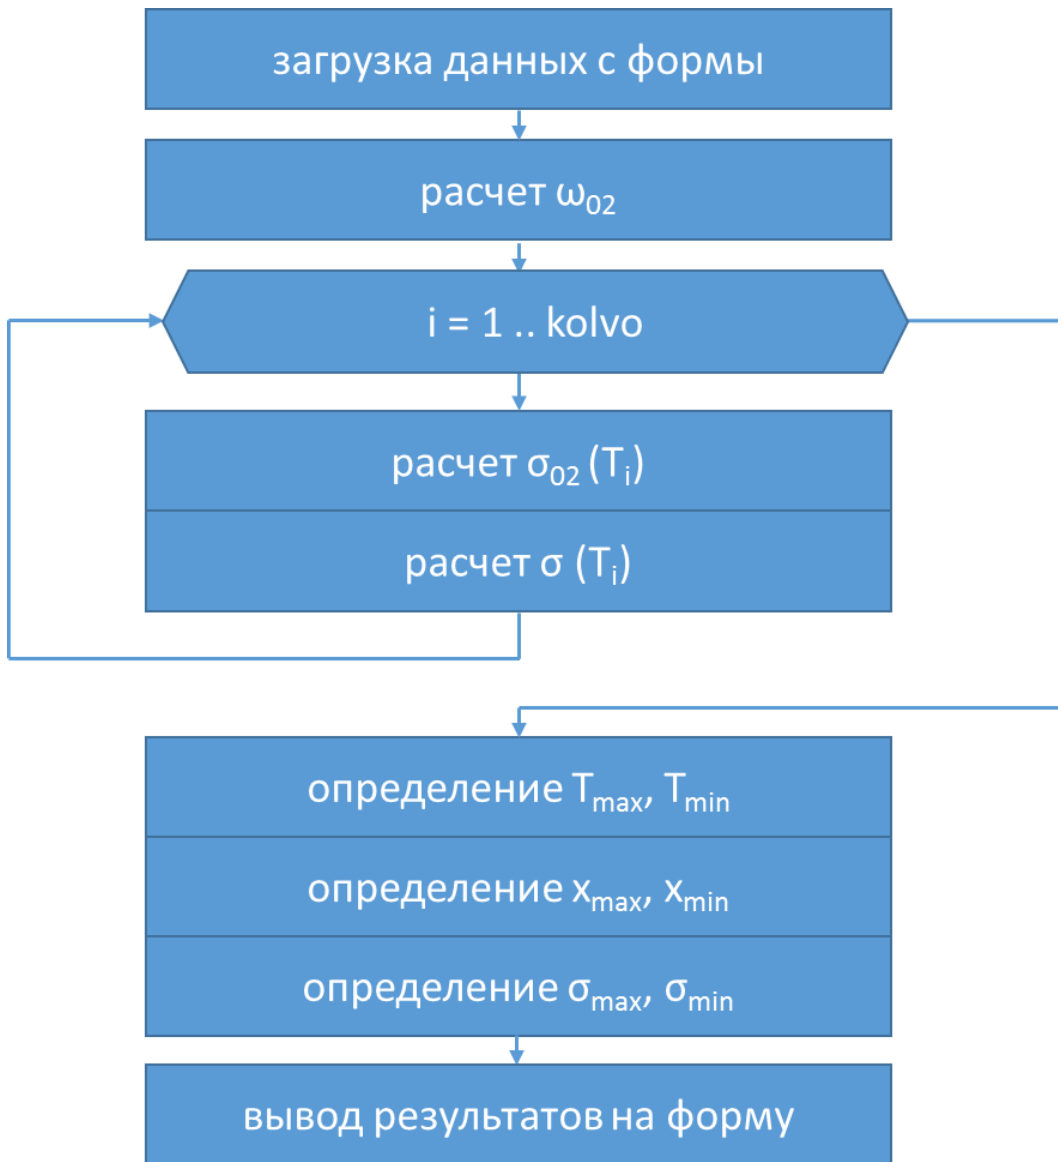 загрузка данных с формы
расчет ω₀₂
i = 1 .. kolvo
расчет σ₀₂ (Tᵢ)
расчет σ (Tᵢ)
определение Tmax, Tmin
определение xmax, xmin
определение σmax, σmin
вывод результатов на форму